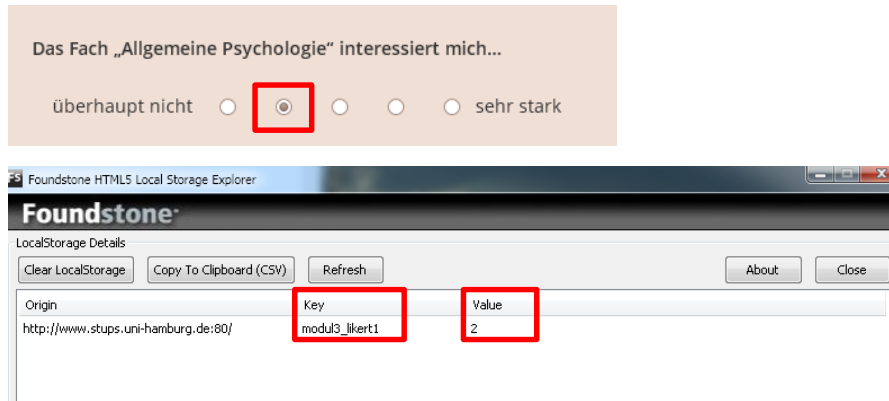 Das Fach „Allgemeine Psychologie“ interessiert mich...
überhaupt nicht sehr stark
FS Foundstone HTML5 Local Storage Explorer
Foundstone
LocalStorage Details
Clear LocalStorage Copy To Clipboard (CSV) Refresh About Close
Origin Key Value
http://www.stups.uni-hamburg.de:80/ modul3_likert1 2